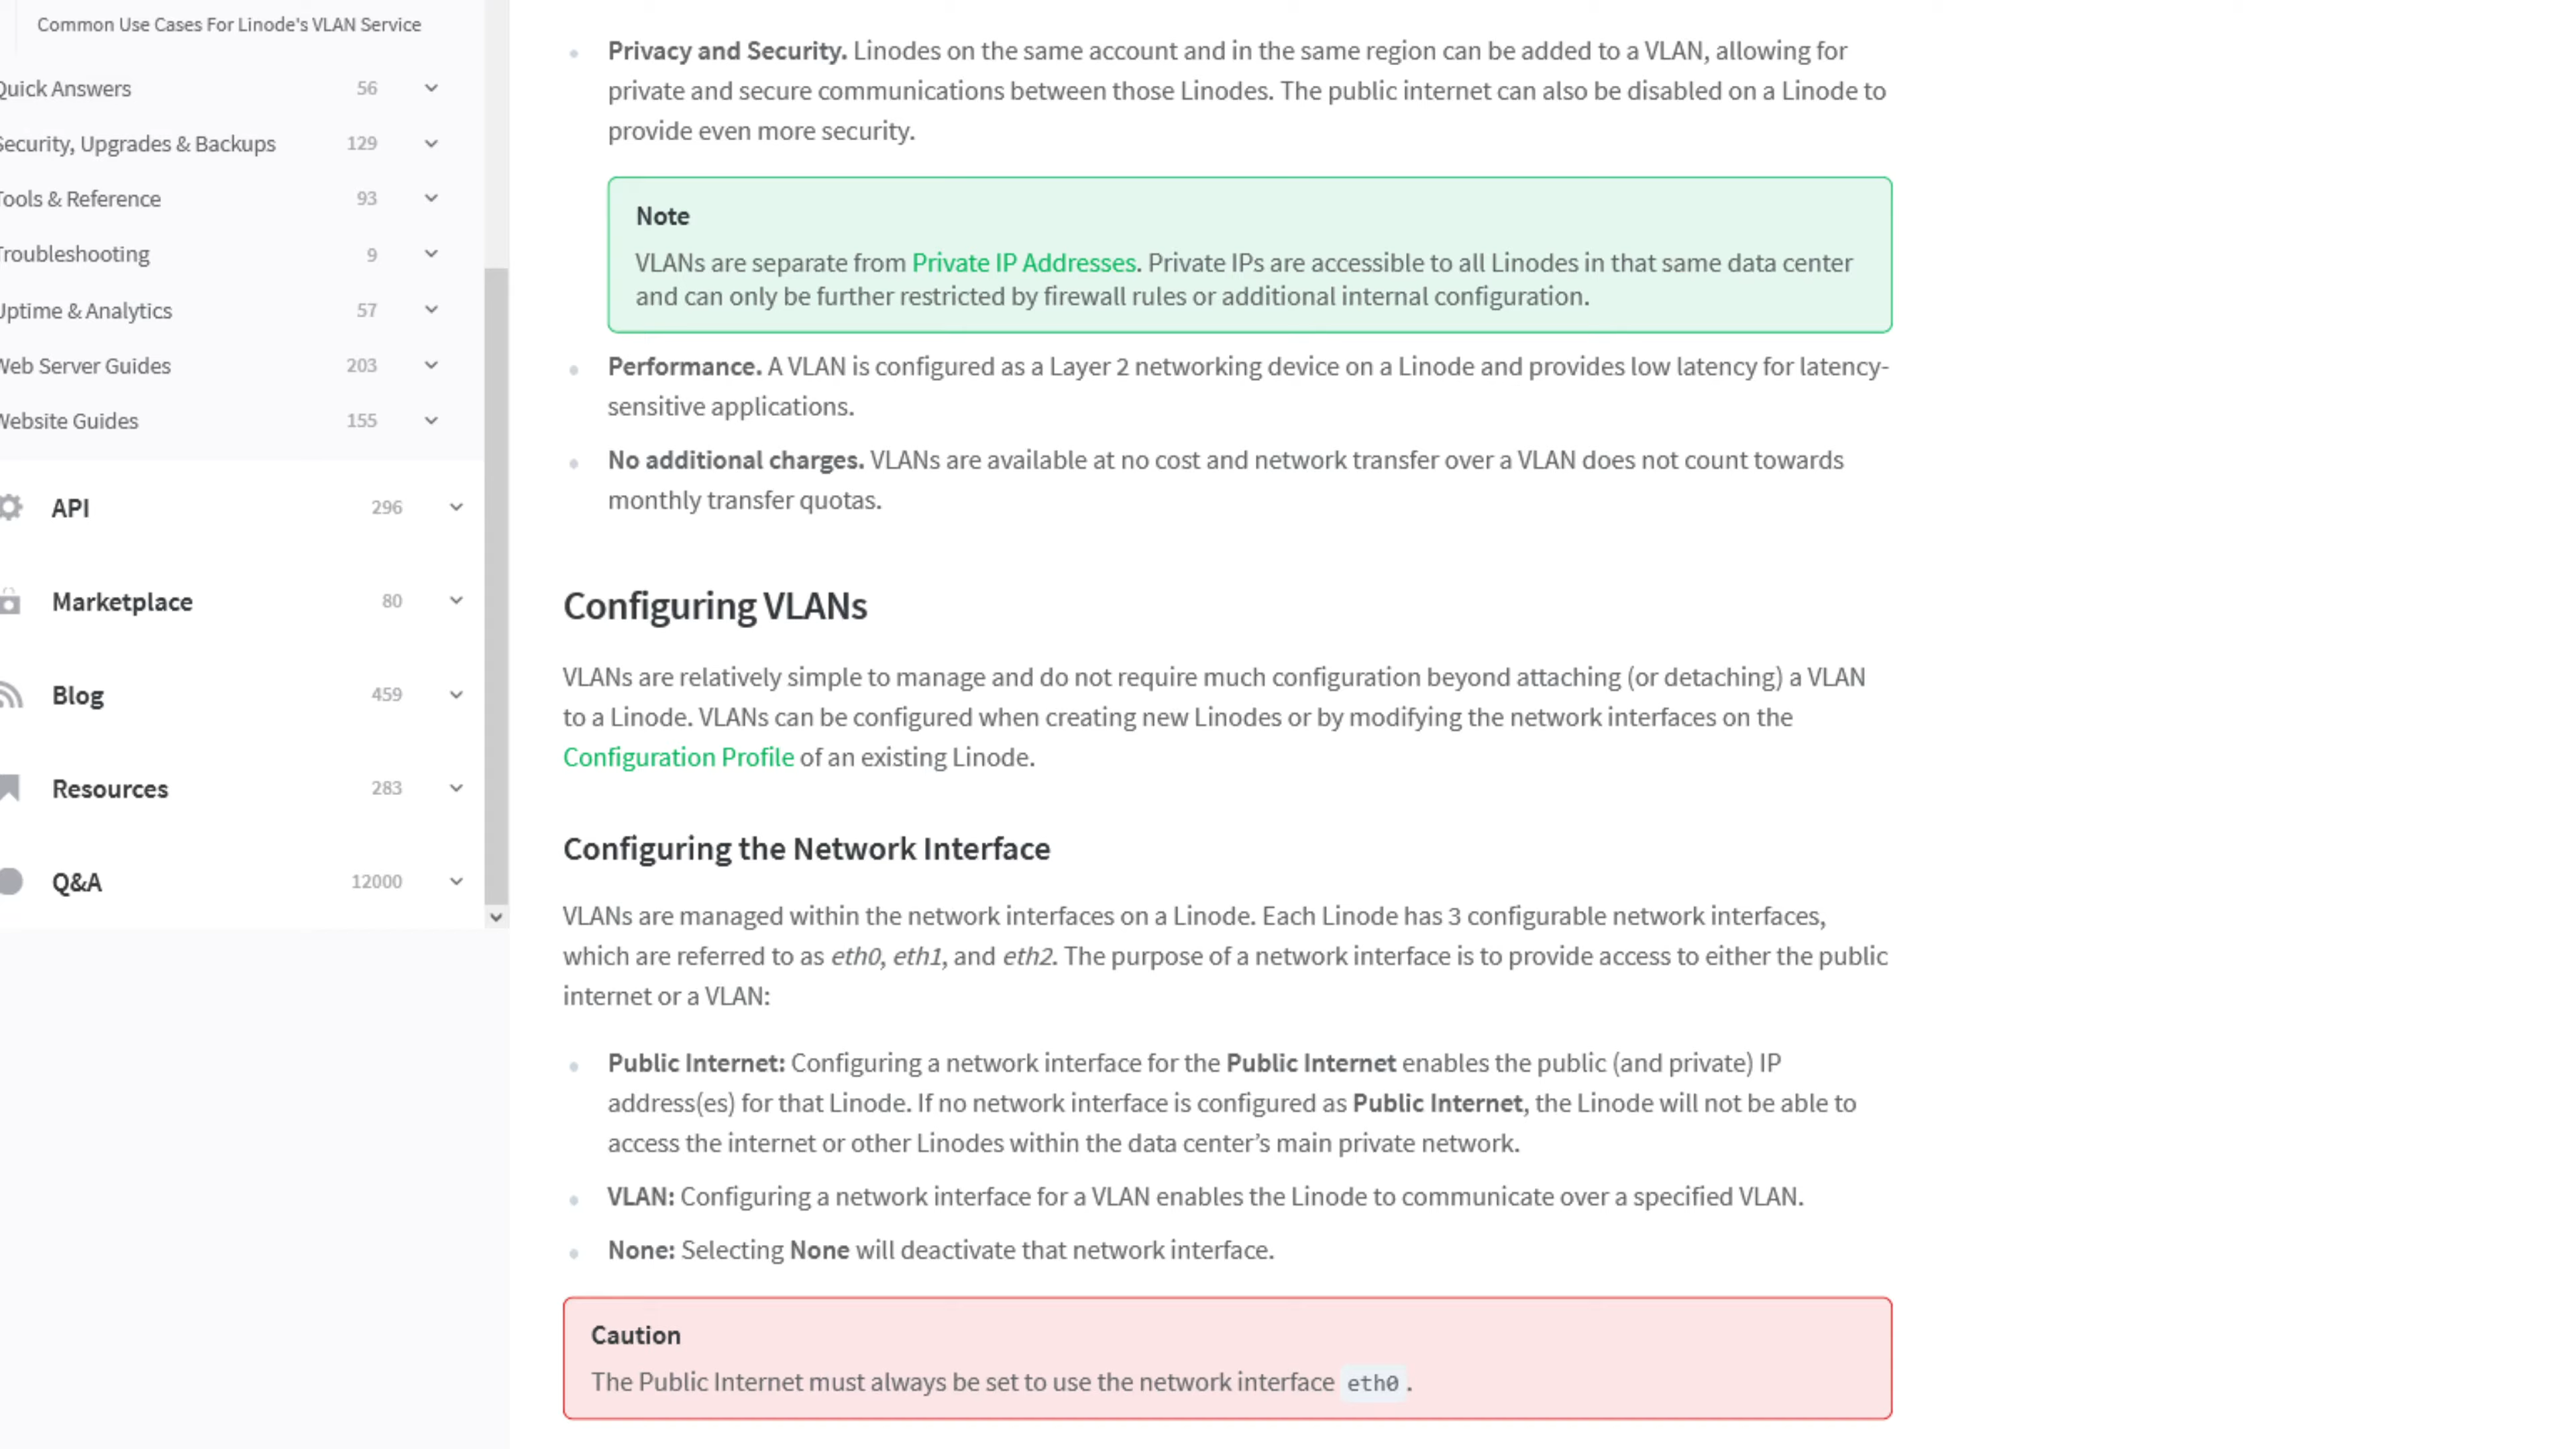 Common Use Cases For Linode's VLAN Service
Quick Answers 56
Security, Upgrades & Backups 129
Tools & Reference 93
Troubleshooting 9
Uptime & Analytics 57
Web Server Guides 203
Website Guides 155
API 296
Marketplace 80
Blog 459
Resources 283
Q&A 12000
Privacy and Security. Linodes on the same account and in the same region can be added to a VLAN, allowing for
private and secure communications between those Linodes. The public internet can also be disabled on a Linode to
provide even more security.
Note
VLANs are separate from Private IP Addresses. Private IPs are accessible to all Linodes in that same data center
and can only be further restricted by firewall rules or additional internal configuration.
Performance. A VLAN is configured as a Layer 2 networking device on a Linode and provides low latency for latency-
sensitive applications.
No additional charges. VLANs are available at no cost and network transfer over a VLAN does not count towards
monthly transfer quotas.
Configuring VLANs
VLANs are relatively simple to manage and do not require much configuration beyond attaching (or detaching) a VLAN
to a Linode. VLANs can be configured when creating new Linodes or by modifying the network interfaces on the
Configuration Profile of an existing Linode.
Configuring the Network Interface
VLANs are managed within the network interfaces on a Linode. Each Linode has 3 configurable network interfaces,
which are referred to as eth0, eth1, and eth2. The purpose of a network interface is to provide access to either the public
internet or a VLAN:
Public Internet: Configuring a network interface for the Public Internet enables the public (and private) IP
address(es) for that Linode. If no network interface is configured as Public Internet, the Linode will not be able to
access the internet or other Linodes within the data center’s main private network.
VLAN: Configuring a network interface for a VLAN enables the Linode to communicate over a specified VLAN.
None: Selecting None will deactivate that network interface.
Caution
The Public Internet must always be set to use the network interface eth0.